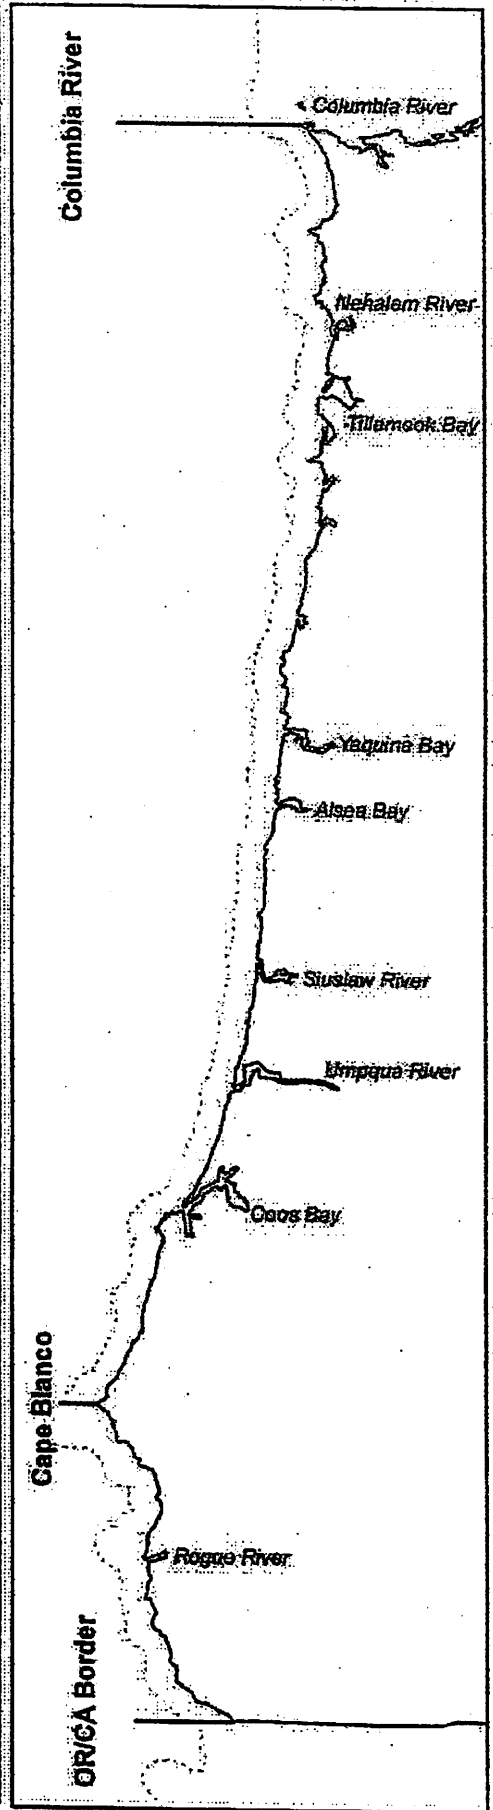 Columbia River
Columbia River
Nehalem River
Tillamook Bay
Yaquina Bay
Alsea Bay
Siuslaw River
Umpqua River
Coos Bay
Cape Blanco
Rogue River
OR/CA Border